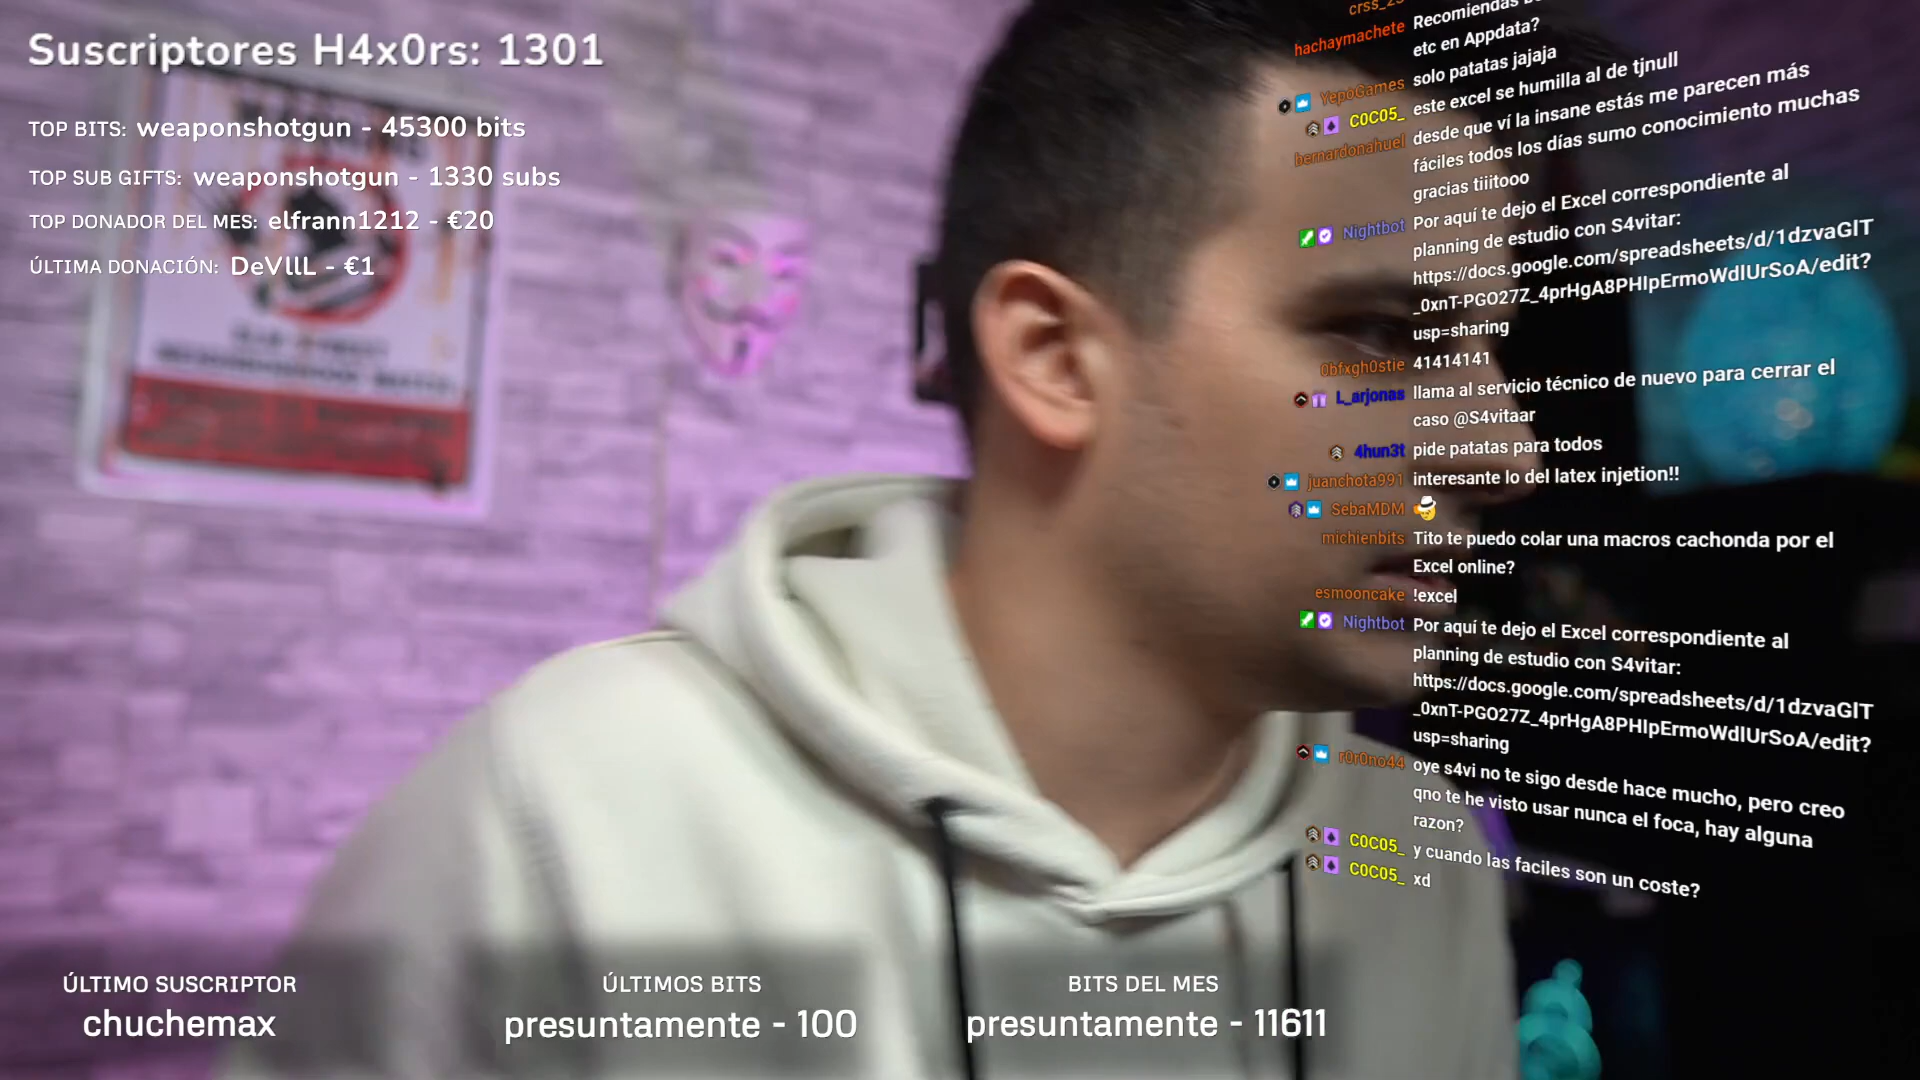 Suscriptores H4x0rs: 1301
TOP BITS: weaponshotgun - 45300 bits
TOP SUB GIFTS: weaponshotgun - 1330 subs
TOP DONADOR DEL MES: elfrann1212 - €20
ÚLTIMA DONACIÓN: DeVllL - €1
Recomiendas
hachaymachete etc en Appdata?
solo patatas jajaja
YepoGames este excel se humilla al de tjnull
C0C05_ desde que ví la insane estás me parecen más
bernardonahuel fáciles todos los días sumo conocimiento muchas
gracias tiiitooo
Nightbot Por aquí te dejo el Excel correspondiente al
planning de estudio con S4vitar:
https://docs.google.com/spreadsheets/d/1dzvaGlT
_0xnT-PGO27Z_4prHgA8PHIpErmoWdlUrSoA/edit?
usp=sharing
0bfxgh0stie 41414141
L_arjonas llama al servicio técnico de nuevo para cerrar el
caso @S4vitaar
4hun3t pide patatas para todos
juanchota991 interesante lo del latex injetion!!
SebaMDM
michienbits Tito te puedo colar una macros cachonda por el
Excel online?
esmooncake !excel
Nightbot Por aquí te dejo el Excel correspondiente al
planning de estudio con S4vitar:
https://docs.google.com/spreadsheets/d/1dzvaGlT
_0xnT-PGO27Z_4prHgA8PHIpErmoWdlUrSoA/edit?
usp=sharing
r0r0no44 oye s4vi no te sigo desde hace mucho, pero creo
qno te he visto usar nunca el foca, hay alguna
razon?
C0C05_ y cuando las faciles son un coste?
C0C05_ xd
ÚLTIMO SUSCRIPTOR
chuchemax
ÚLTIMOS BITS
presuntamente - 100
BITS DEL MES
presuntamente - 11611